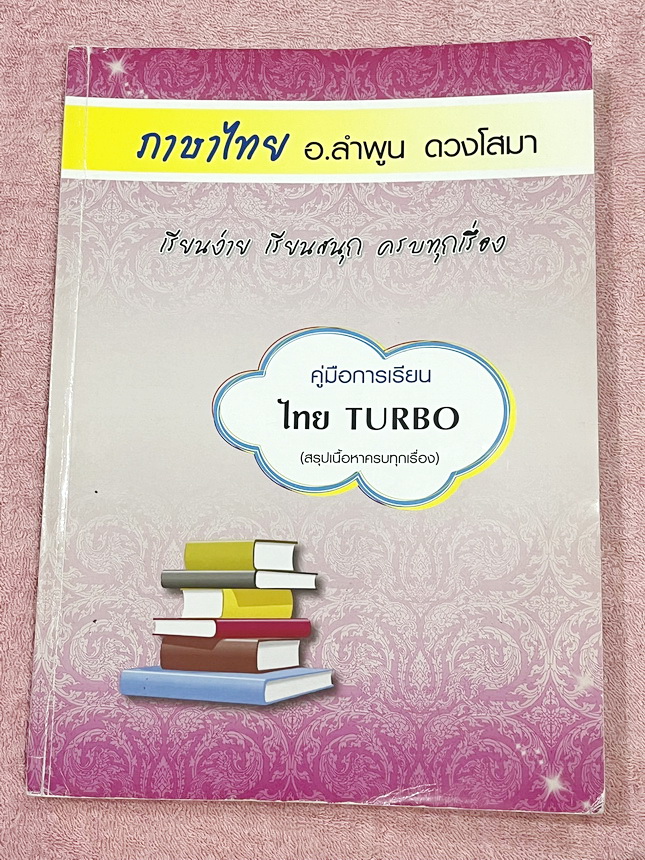 ภาษาไทย อ.ลำพูน ดวงโสมา
เรียนง่าย เรียนสนุก ครบทุกเรื่อง
คู่มือการเรียน
ไทย TURBO
(สรุปเนื้อหาครบทุกเรื่อง)